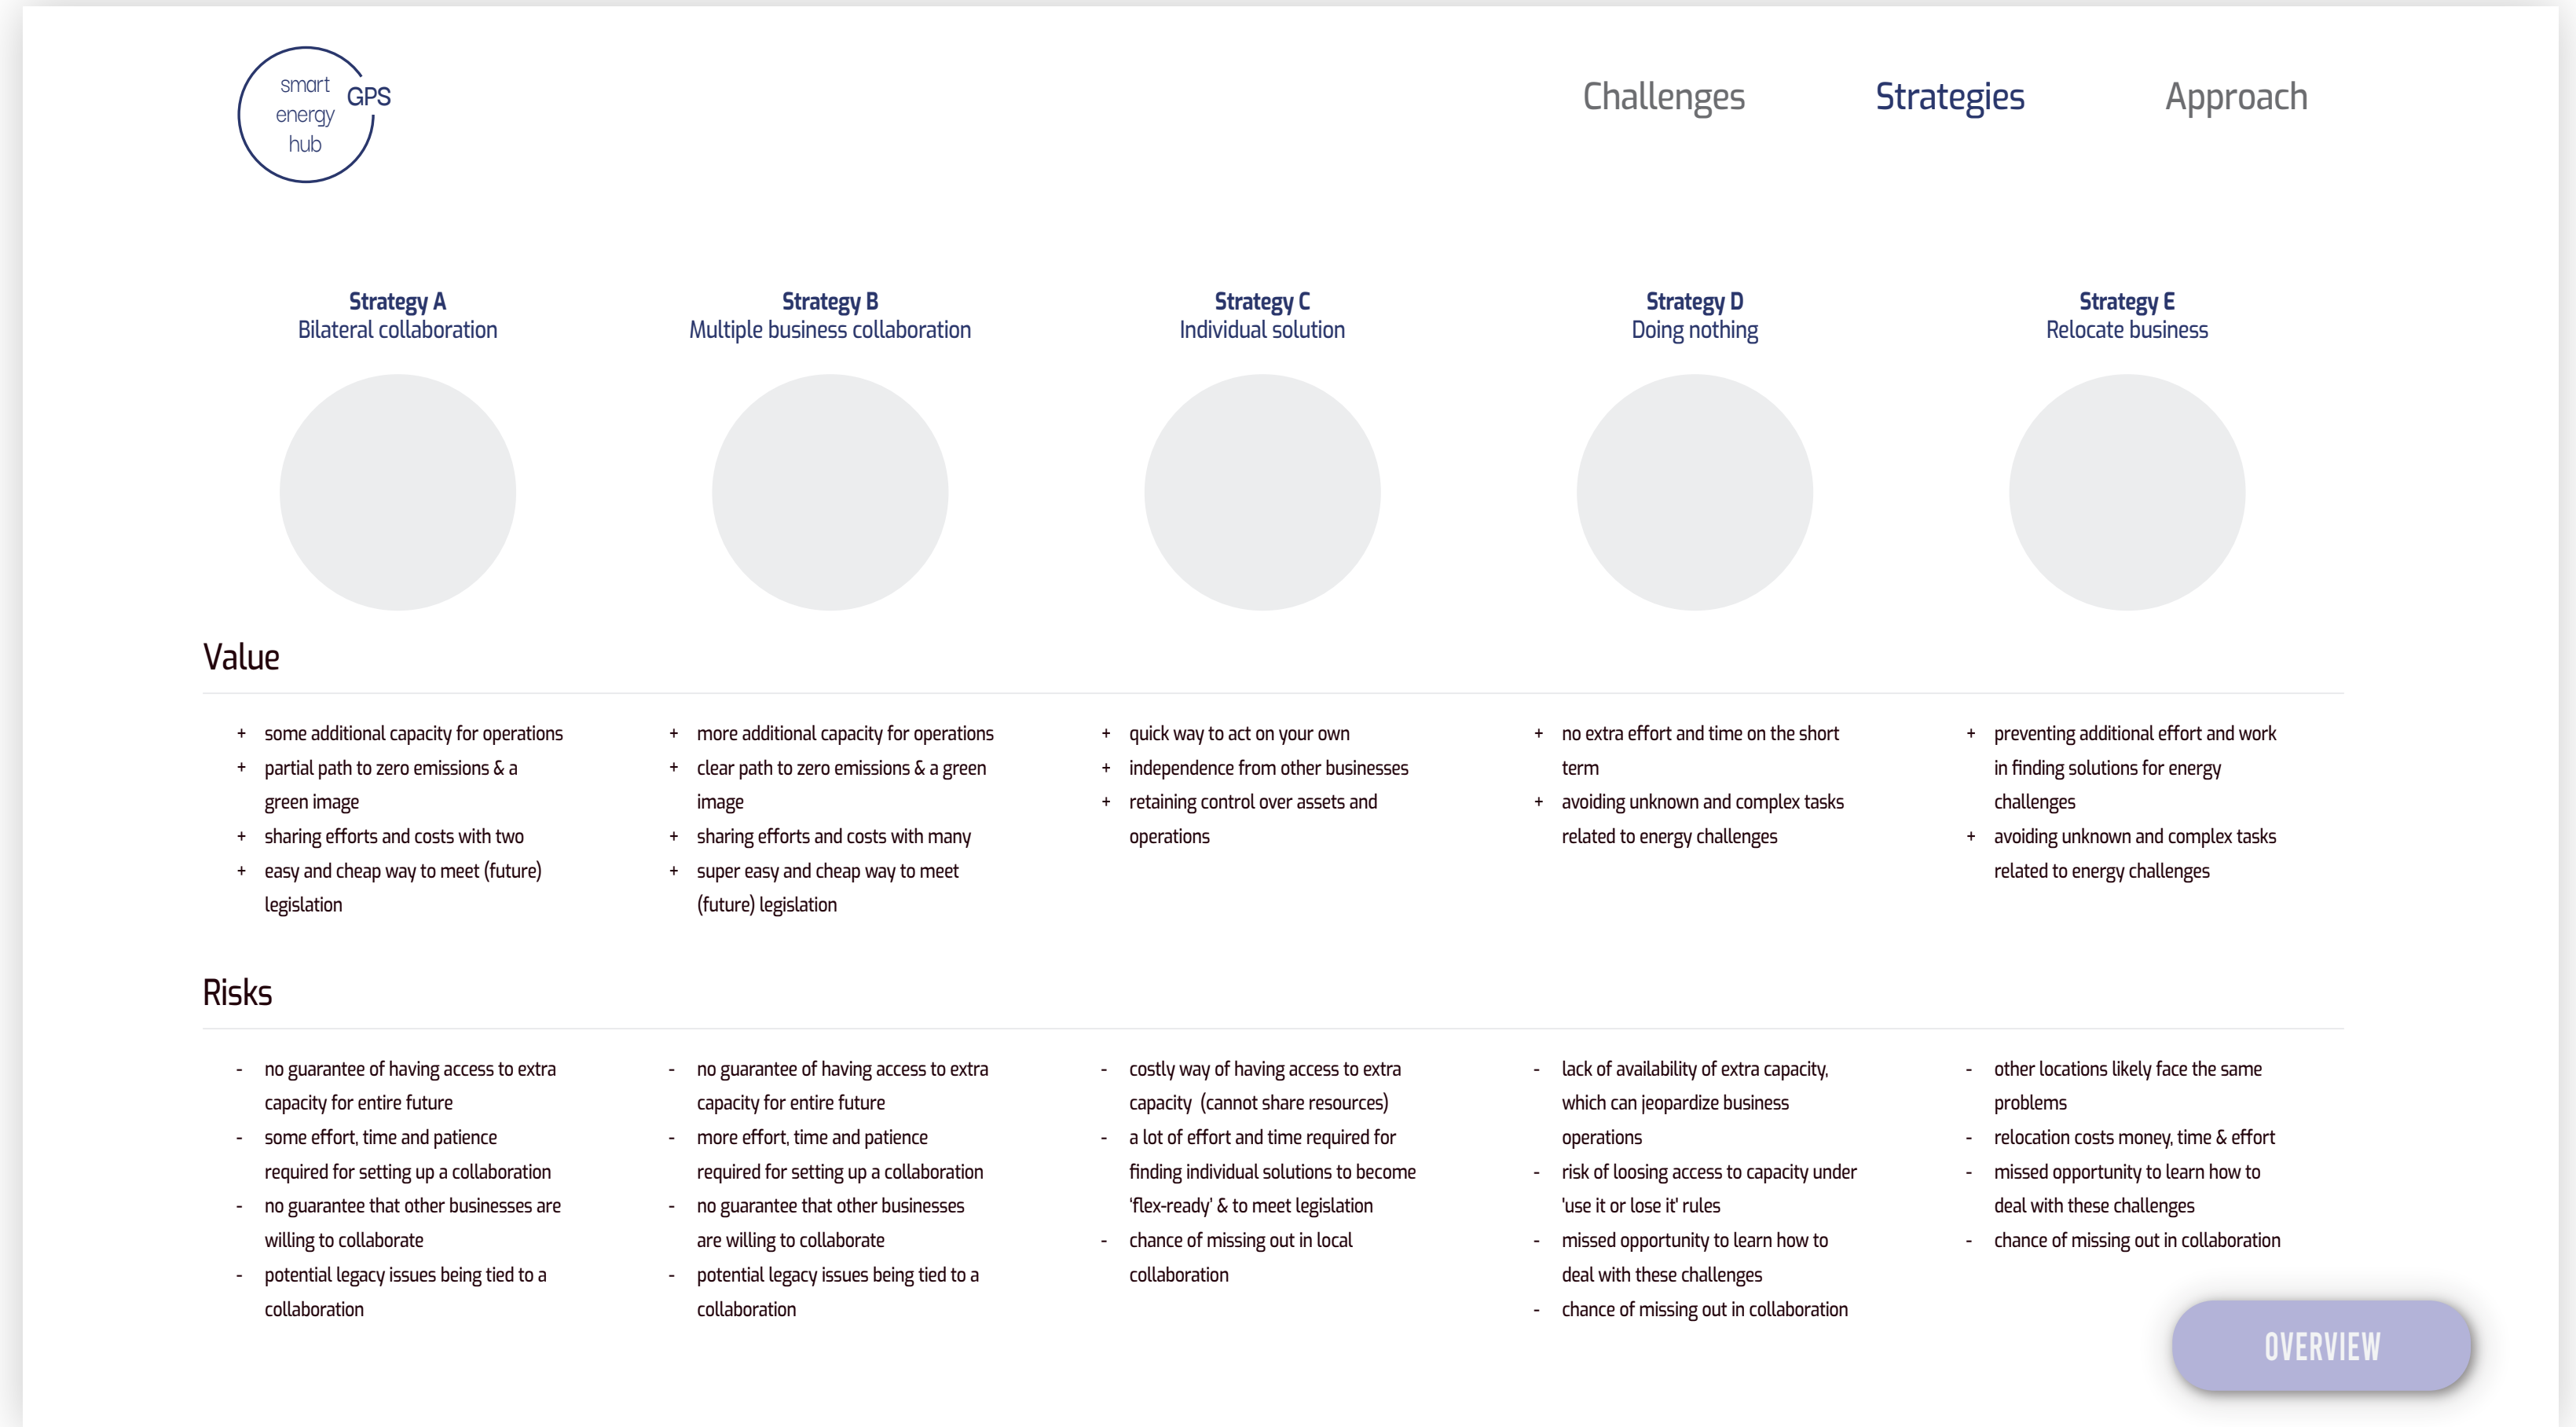 smart
energy
hub
GPS
Challenges
Strategies
Approach
Strategy A
Bilateral collaboration
Strategy B
Multiple business collaboration
Strategy C
Individual solution
Strategy D
Doing nothing
Strategy E
Relocate business
Value
+ some additional capacity for operations
+ partial path to zero emissions & a
green image
+ sharing efforts and costs with two
+ easy and cheap way to meet (future)
legislation
+ more additional capacity for operations
+ clear path to zero emissions & a green
image
+ sharing efforts and costs with many
+ super easy and cheap way to meet
(future) legislation
+ quick way to act on your own
+ independence from other businesses
+ retaining control over assets and
operations
+ no extra effort and time on the short
term
+ avoiding unknown and complex tasks
related to energy challenges
+ preventing additional effort and work
in finding solutions for energy
challenges
+ avoiding unknown and complex tasks
related to energy challenges
Risks
- no guarantee of having access to extra
capacity for entire future
- some effort, time and patience
required for setting up a collaboration
- no guarantee that other businesses are
willing to collaborate
- potential legacy issues being tied to a
collaboration
- no guarantee of having access to extra
capacity for entire future
- more effort, time and patience
required for setting up a collaboration
- no guarantee that other businesses
are willing to collaborate
- potential legacy issues being tied to a
collaboration
- costly way of having access to extra
capacity (cannot share resources)
- a lot of effort and time required for
finding individual solutions to become
‘flex-ready’ & to meet legislation
- chance of missing out in local
collaboration
- lack of availability of extra capacity,
which can jeopardize business
operations
- risk of loosing access to capacity under
'use it or lose it' rules
- missed opportunity to learn how to
deal with these challenges
- chance of missing out in collaboration
- other locations likely face the same
problems
- relocation costs money, time & effort
- missed opportunity to learn how to
deal with these challenges
- chance of missing out in collaboration
OVERVIEW